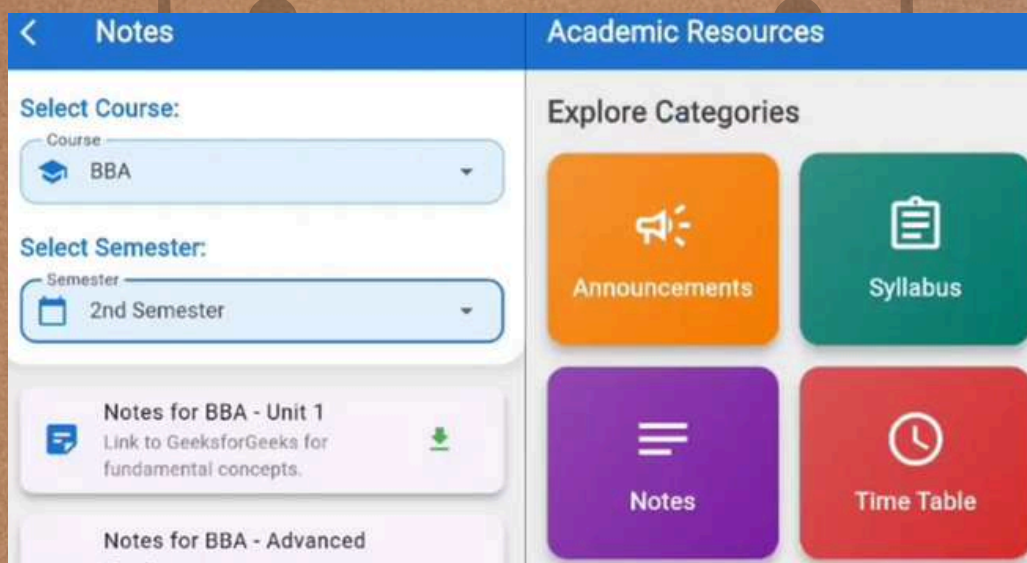 Notes
Select Course:
Course
BBA
Select Semester:
Semester
2nd Semester
Notes for BBA - Unit 1
Link to GeeksforGeeks for
fundamental concepts.
Notes for BBA - Advanced
Academic Resources
Explore Categories
Announcements
Syllabus
Notes
Time Table